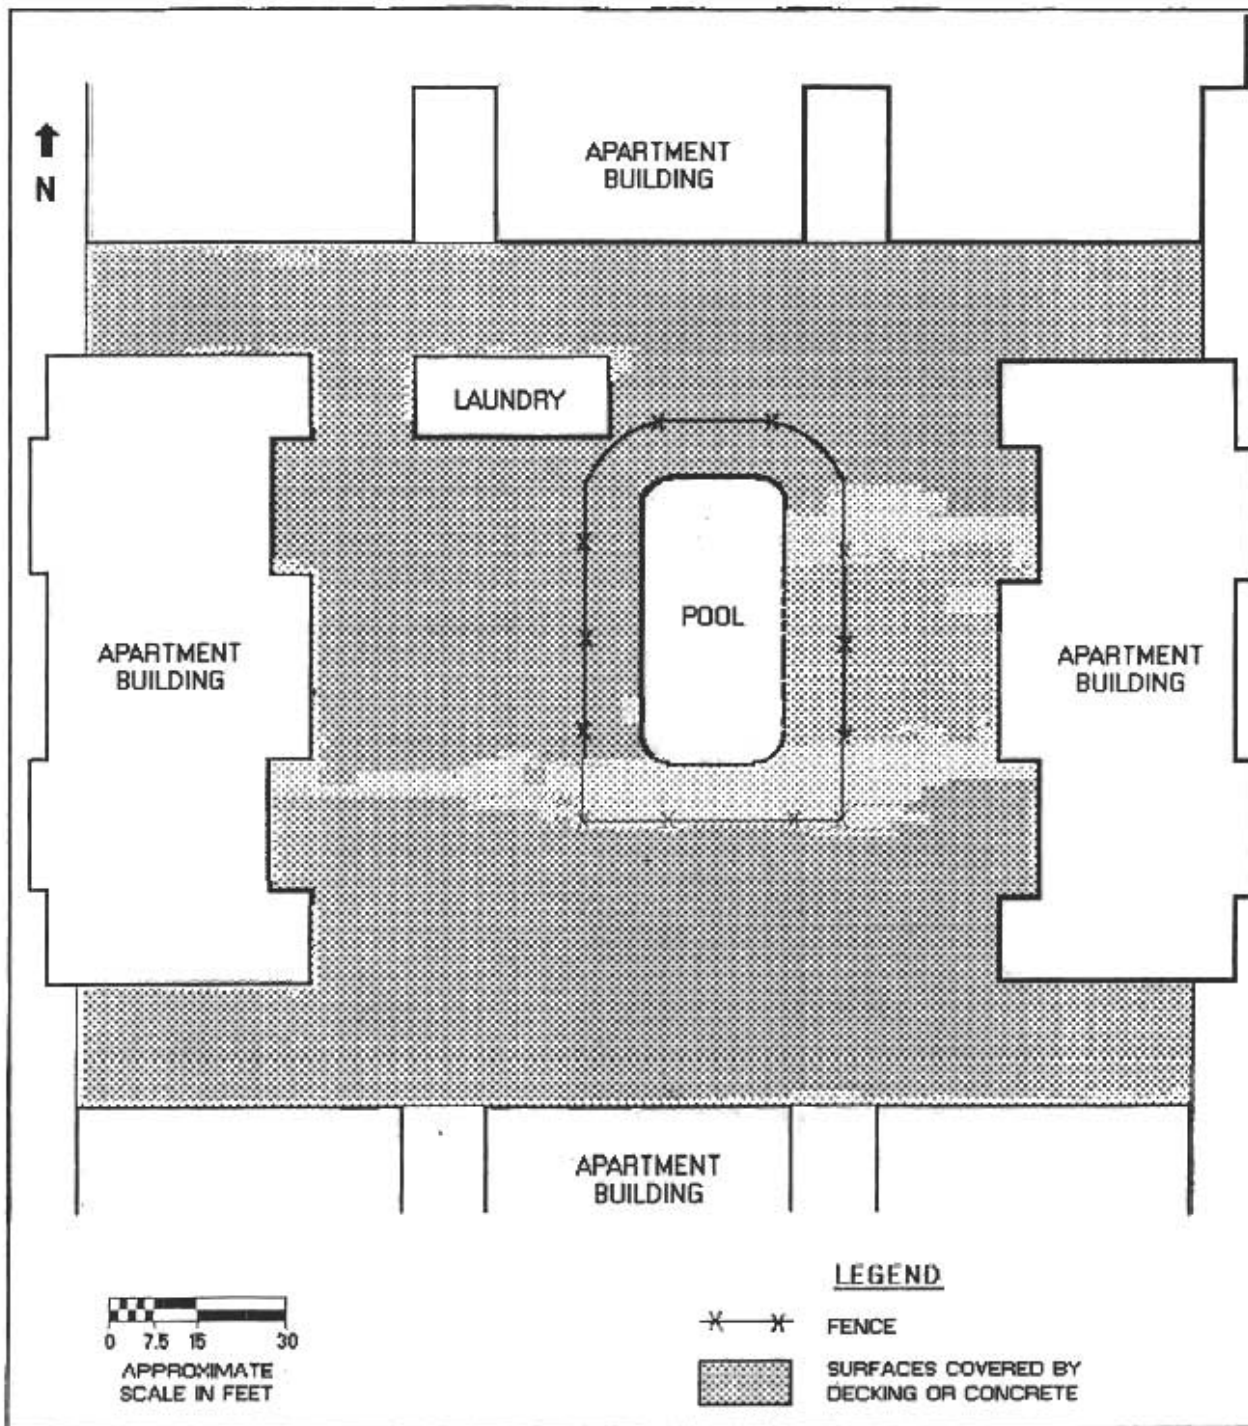 N
APARTMENT
BUILDING
LAUNDRY
POOL
APARTMENT
BUILDING
APARTMENT
BUILDING
APARTMENT
BUILDING
0 7.5 15 30
APPROXIMATE
SCALE IN FEET
LEGEND
FENCE
SURFACES COVERED BY
DECKING OR CONCRETE